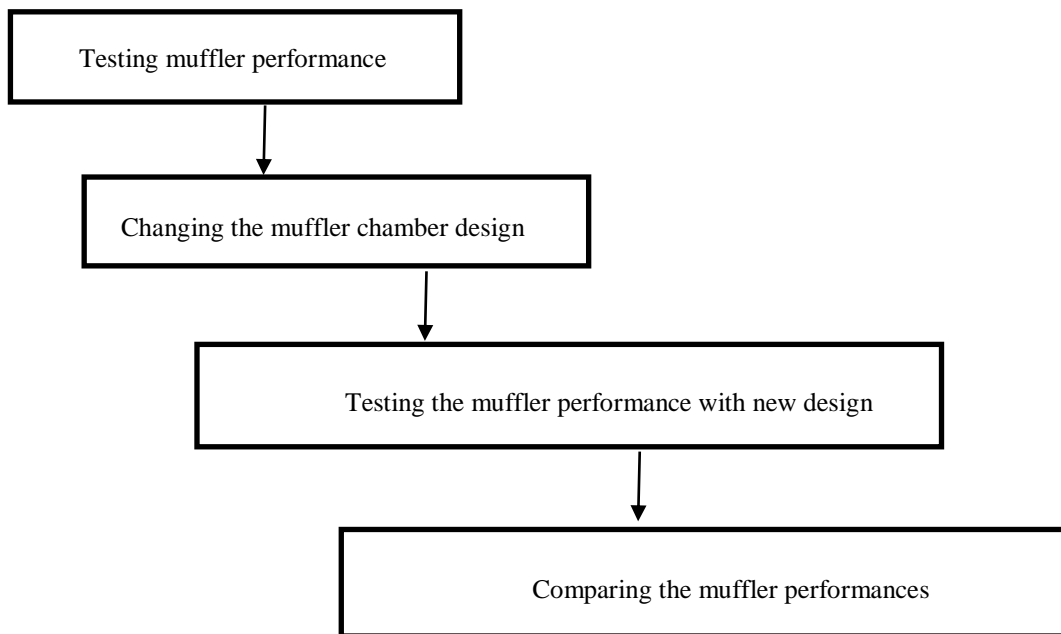 Testing muffler performance
Changing the muffler chamber design
Testing the muffler performance with new design
Comparing the muffler performances